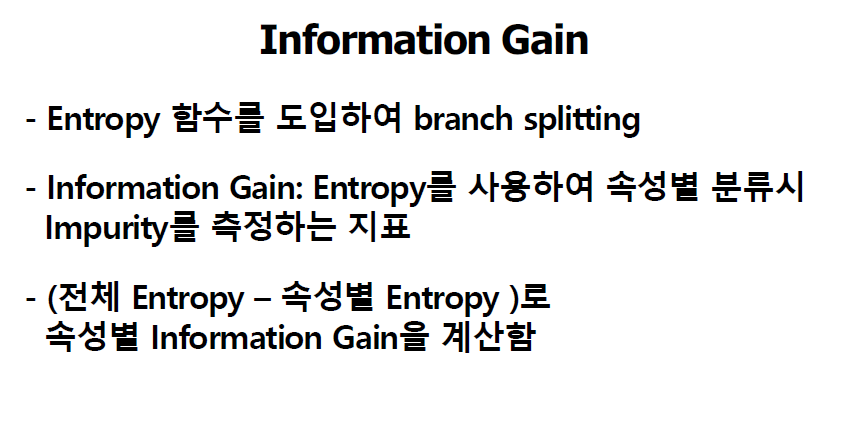 Information Gain
- Entropy 함수를 도입하여 branch splitting
- Information Gain: Entropy를 사용하여 속성별 분류시
Impurity를 측정하는 지표
- (전체 Entropy – 속성별 Entropy )로
속성별 Information Gain을 계산함